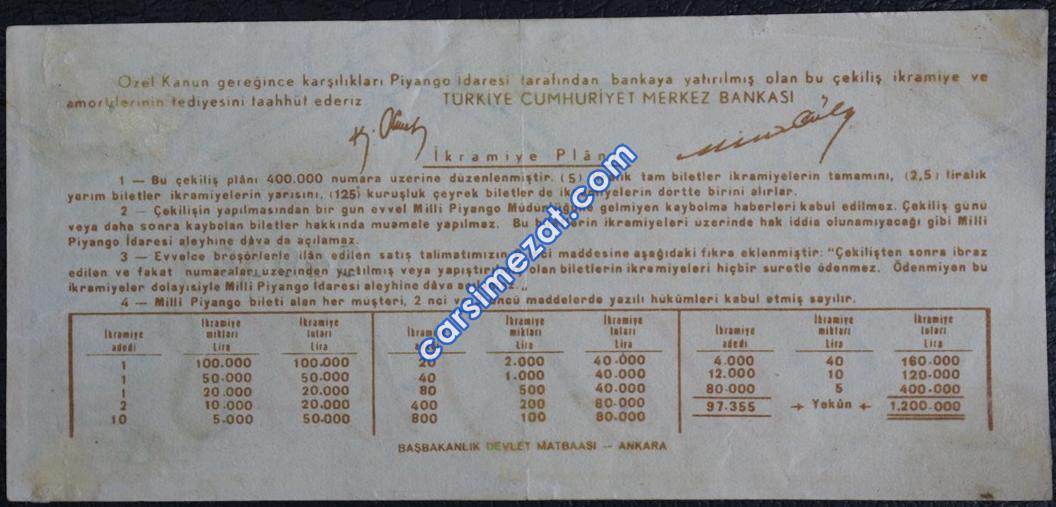 Özel Kanun gereğince karşılıkları Piyango İdaresi tarafından bankaya yatırılmış olan bu çekiliş ikramiye ve
amortilerinin tediyesini taahhüt ederiz. TÜRKİYE CUMHURİYET MERKEZ BANKASI
İkramiye Plânı
1 — Bu çekiliş plânı 400.000 numara üzerine düzenlenmiştir. (5) liralık tam biletler ikramiyelerin tamamını, (2,5) liralık
yarım biletler ikramiyelerin yarısını, (125) kuruşluk çeyrek biletler de ikramiyelerin dörtte birini alırlar.
2 — Çekilişin yapılmasından bir gün evvel Milli Piyango Müdürlüğüne gelmiyen kaybolma haberleri kabul edilmez. Çekiliş günü
veya daha sonra kaybolan biletler hakkında muamele yapılmaz. Bu biletlerin ikramiyeleri üzerinde hak iddia olunamıyacağı gibi Milli
Piyango İdaresi aleyhine dâva da açılamaz.
3 — Evvelce broşürlerle ilân edilen satış talimatımızın maddesine aşağıdaki fıkra eklenmiştir: "Çekilişten sonra ibraz
edilen ve fakat numaraları üzerinden yırtılmış veya yapıştırılmış olan biletlerin ikramiyeleri hiçbir suretle ödenmez. Ödenmiyen bu
ikramiyeler dolayısiyle Milli Piyango İdaresi aleyhine dâva açılamaz.,,
4 — Milli Piyango bileti alan her müşteri, 2 nci ve 3 üncü maddelerde yazılı hükümleri kabul etmiş sayılır.
İkramiye adedi İkramiye miktarı Lira İkramiye tutarı Lira İkramiye adedi İkramiye miktarı Lira İkramiye tutarı Lira İkramiye adedi İkramiye miktarı Lira İkramiye tutarı Lira
1 100.000 100.000 20 2.000 40.000 4.000 40 160.000
1 50.000 50.000 40 1.000 40.000 12.000 10 120.000
1 20.000 20.000 80 500 40.000 80.000 5 400.000
2 10.000 20.000 400 200 80.000 97.355 → Yekûn ← 1.200.000
10 5.000 50.000 800 100 80.000
BAŞBAKANLIK DEVLET MATBAASI — ANKARA
carsimezat.com